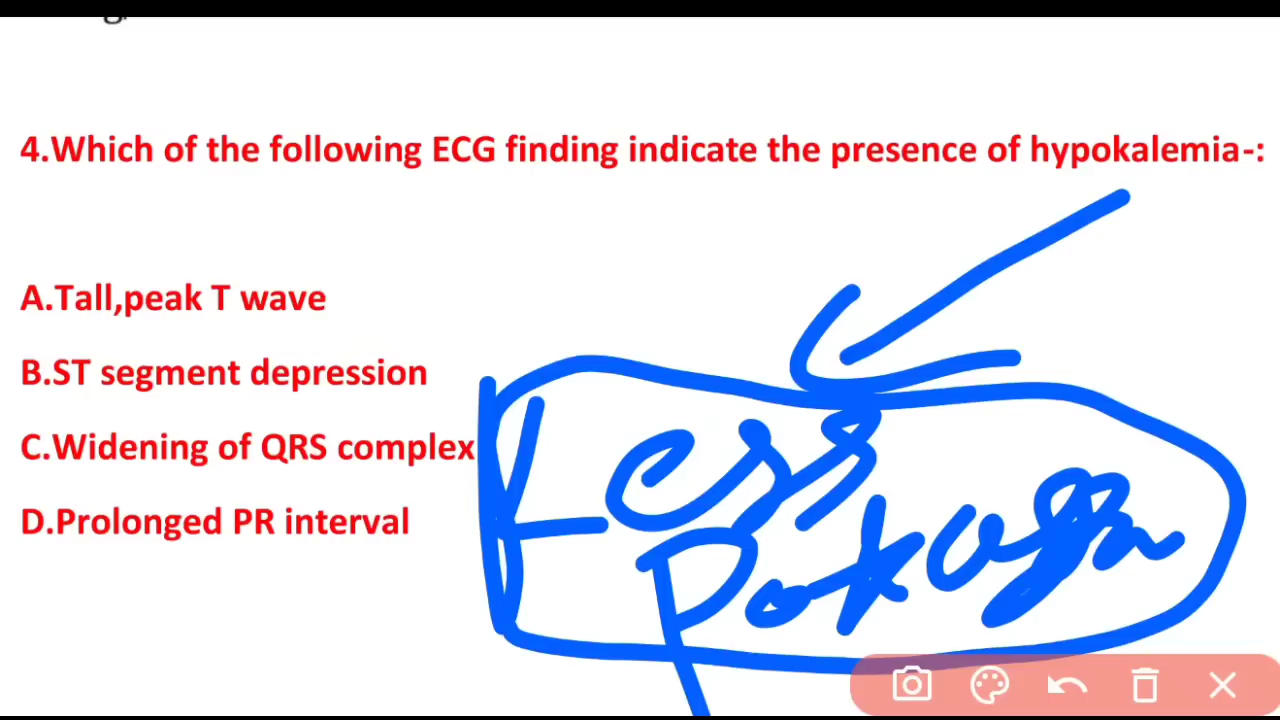 4.Which of the following ECG finding indicate the presence of hypokalemia-:
A.Tall,peak T wave
B.ST segment depression
C.Widening of QRS complex
D.Prolonged PR interval
Less